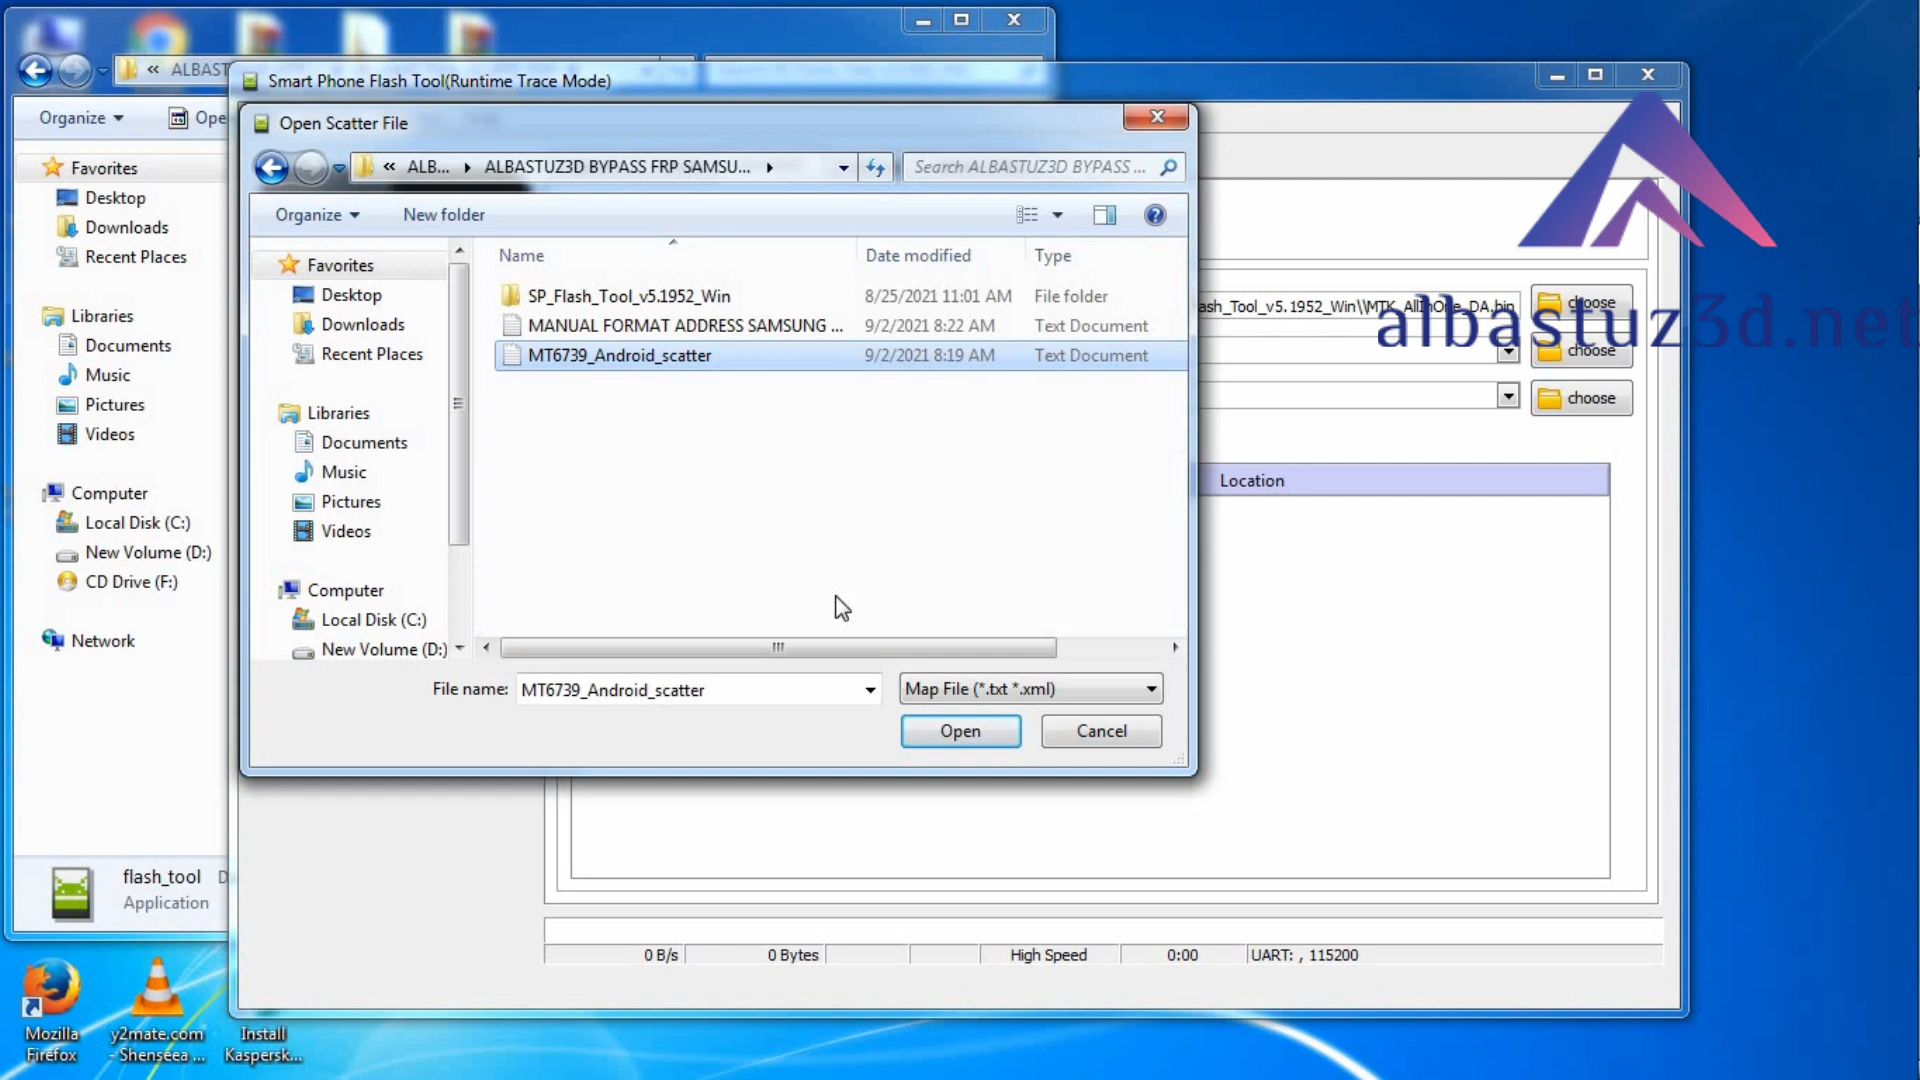 « ALBAST
Smart Phone Flash Tool(Runtime Trace Mode)
Organize
Ope
Favorites
Desktop
Downloads
Recent Places
Libraries
Documents
Music
Pictures
Videos
Computer
Local Disk (C:)
New Volume (D:)
CD Drive (F:)
Network
flash_tool D
Application
Open Scatter File
« ALB... ALBASTUZ3D BYPASS FRP SAMSU...
Search ALBASTUZ3D BYPASS ...
Organize New folder
Favorites
Desktop
Downloads
Recent Places
Libraries
Documents
Music
Pictures
Videos
Computer
Local Disk (C:)
New Volume (D:)
Name Date modified Type
SP_Flash_Tool_v5.1952_Win 8/25/2021 11:01 AM File folder
MANUAL FORMAT ADDRESS SAMSUNG ... 9/2/2021 8:22 AM Text Document
MT6739_Android_scatter 9/2/2021 8:19 AM Text Document
File name: MT6739_Android_scatter
Map File (*.txt *.xml)
Open Cancel
ash_Tool_v5.1952_Win\\MTK_AllInOne_DA.bin
choose
choose
choose
albastuz3d.net
Location
0 B/s 0 Bytes High Speed 0:00 UART: , 115200
Mozilla
Firefox
y2mate.com
- Shenseea ...
Install
Kaspersk...